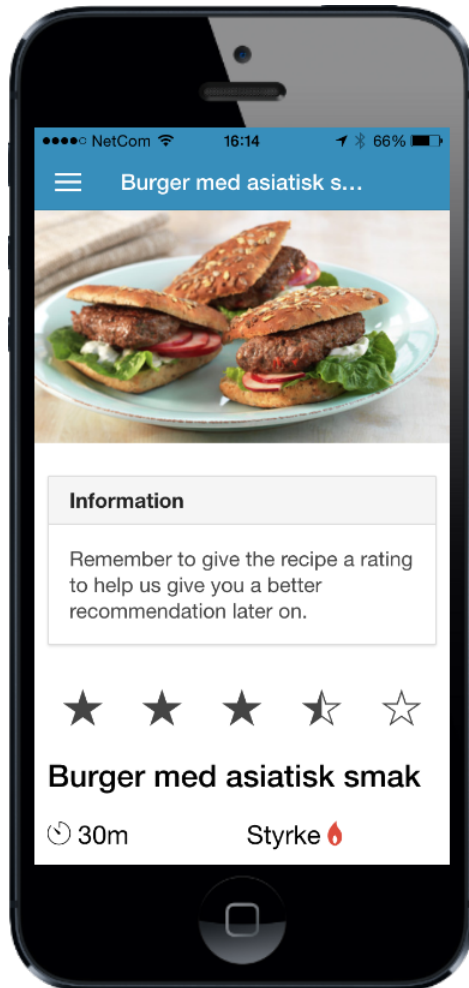 NetCom 16:14 66%
Burger med asiatisk s...
Information
Remember to give the recipe a rating
to help us give you a better
recommendation later on.
Burger med asiatisk smak
30m Styrke